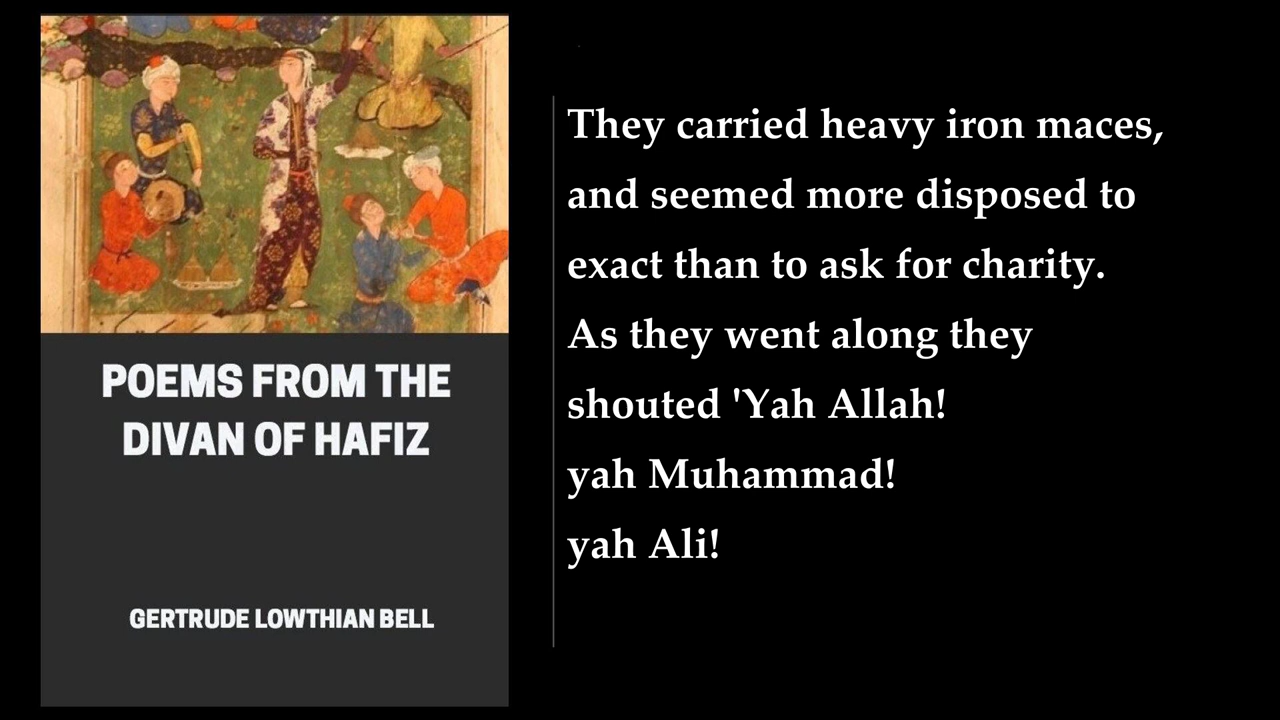 POEMS FROM THE
DIVAN OF HAFIZ
GERTRUDE LOWTHIAN BELL
They carried heavy iron maces,
and seemed more disposed to
exact than to ask for charity.
As they went along they
shouted 'Yah Allah!
yah Muhammad!
yah Ali!